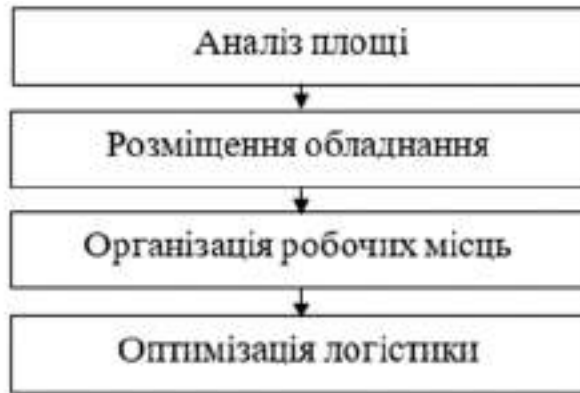 Аналіз площі
Розміщення обладнання
Організація робочих місць
Оптимізація логістики